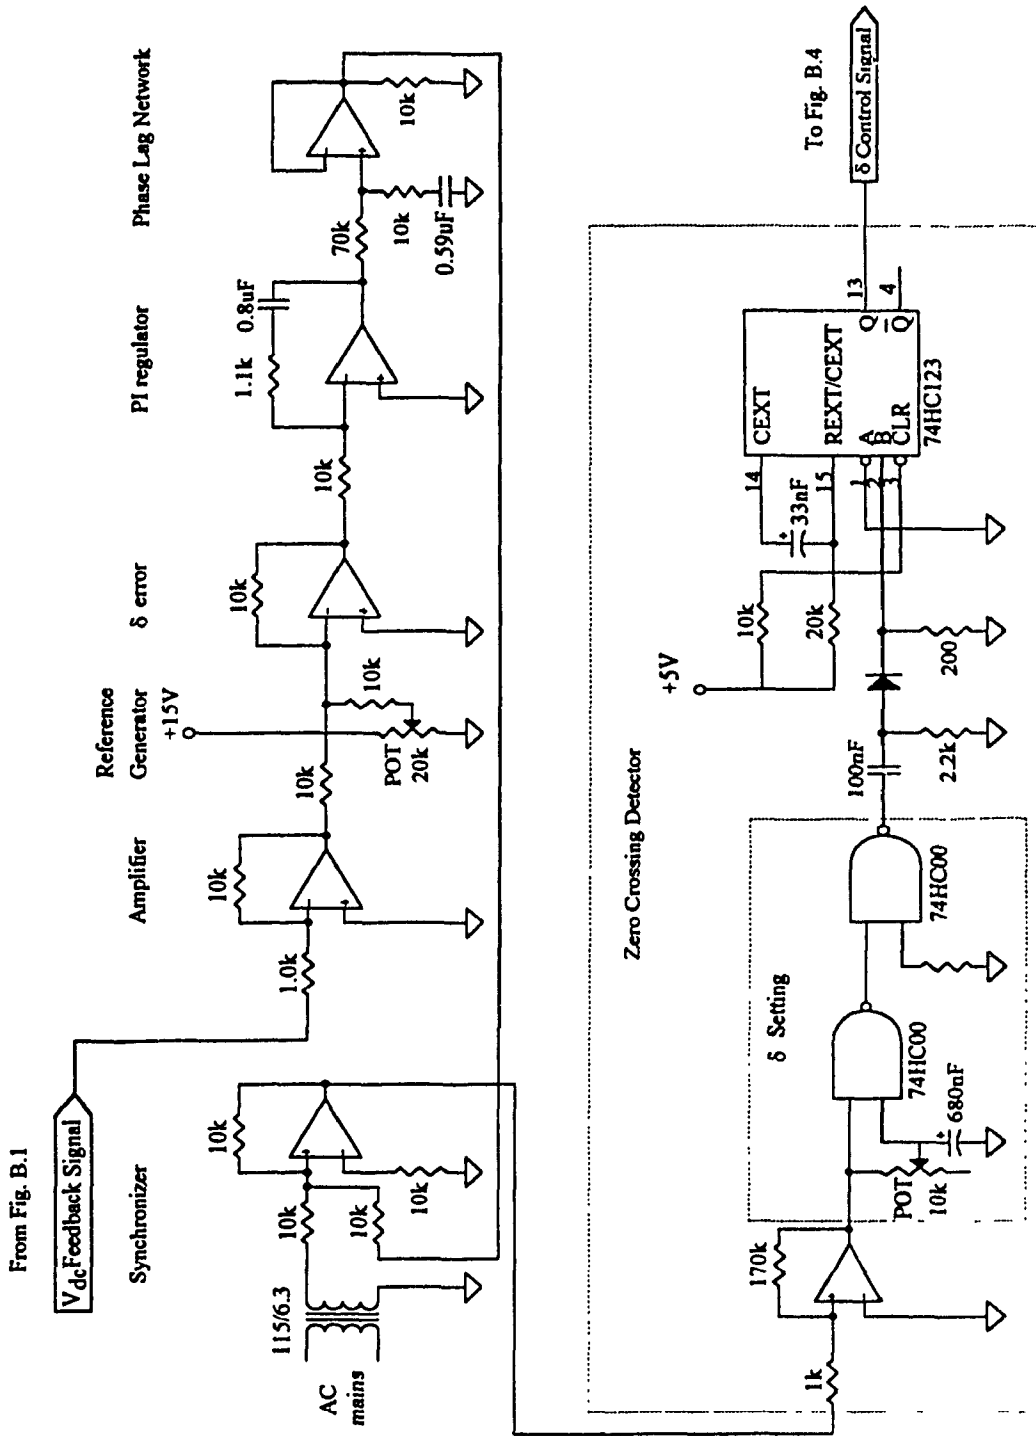 From Fig. B.1
VdcFeedback Signal
Synchronizer
Amplifier
Reference
Generator
δ error
PI regulator
Phase Lag Network
+15V
115/6.3
AC
mains
10k
10k
10k
10k
1.0k
10k
10k
POT
20k
10k
10k
10k
1.1k
0.8uF
70k
10k
0.59uF
10k
Zero Crossing Detector
δ Setting
1k
170k
POT
10k
680nF
74HC00
74HC00
100nF
2.2k
200
+5V
10k
20k
33nF
14
15
1
2
3
CEXT
REXT/CEXT
A
B
CLR
Q
Q
13
4
74HC123
To Fig. B.4
δ Control Signal